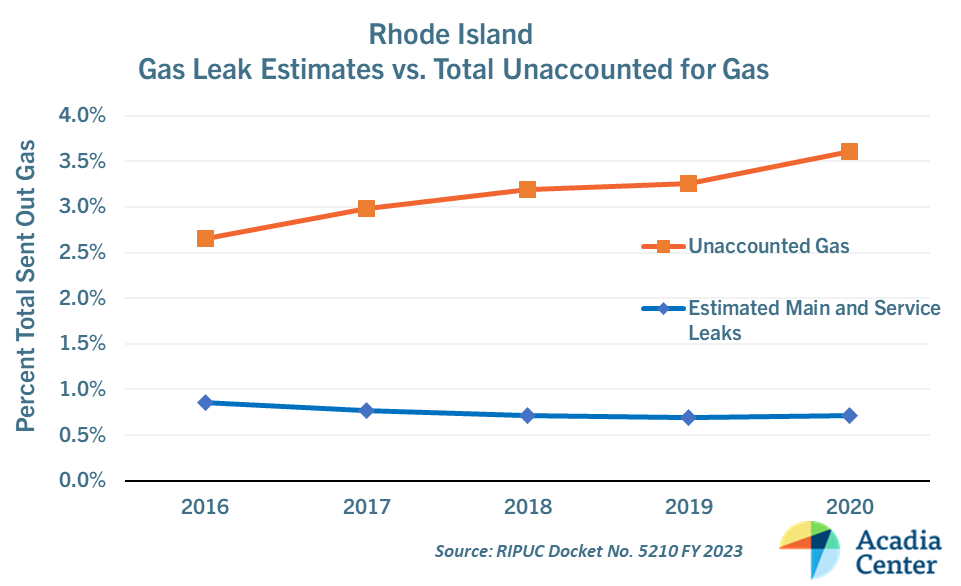 Rhode Island
Gas Leak Estimates vs. Total Unaccounted for Gas
Percent Total Sent Out Gas
4.0%
3.5%
3.0%
2.5%
2.0%
1.5%
1.0%
0.5%
0.0%
Unaccounted Gas
Estimated Main and Service
Leaks
2016 2017 2018 2019 2020
Source: RIPUC Docket No. 5210 FY 2023
Acadia
Center